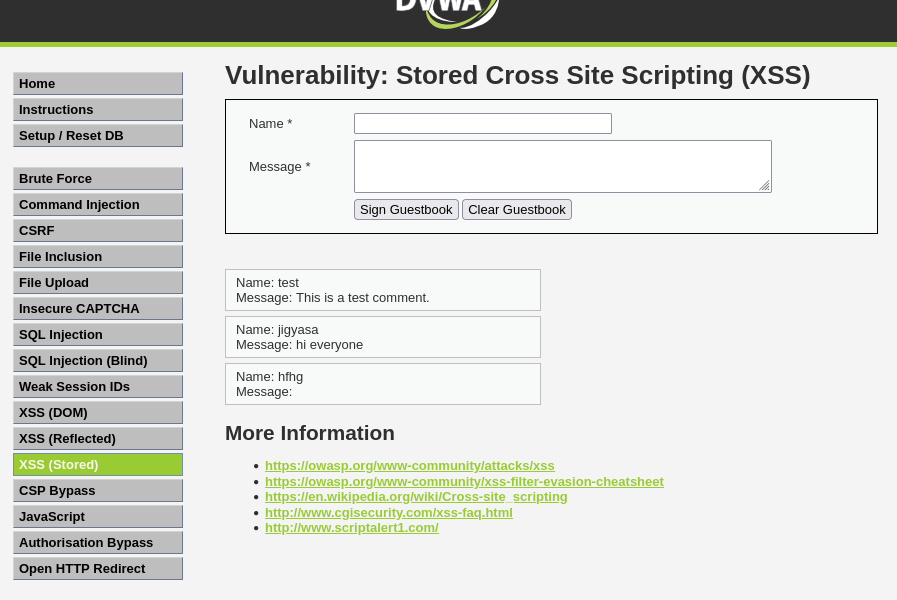 DVWA
Vulnerability: Stored Cross Site Scripting (XSS)
Home
Instructions
Setup / Reset DB
Brute Force
Command Injection
CSRF
File Inclusion
File Upload
Insecure CAPTCHA
SQL Injection
SQL Injection (Blind)
Weak Session IDs
XSS (DOM)
XSS (Reflected)
XSS (Stored)
CSP Bypass
JavaScript
Authorisation Bypass
Open HTTP Redirect
Name *
Message *
Sign Guestbook Clear Guestbook
Name: test
Message: This is a test comment.
Name: jigyasa
Message: hi everyone
Name: hfhg
Message:
More Information
https://owasp.org/www-community/attacks/xss
https://owasp.org/www-community/xss-filter-evasion-cheatsheet
https://en.wikipedia.org/wiki/Cross-site_scripting
http://www.cgisecurity.com/xss-faq.html
http://www.scriptalert1.com/